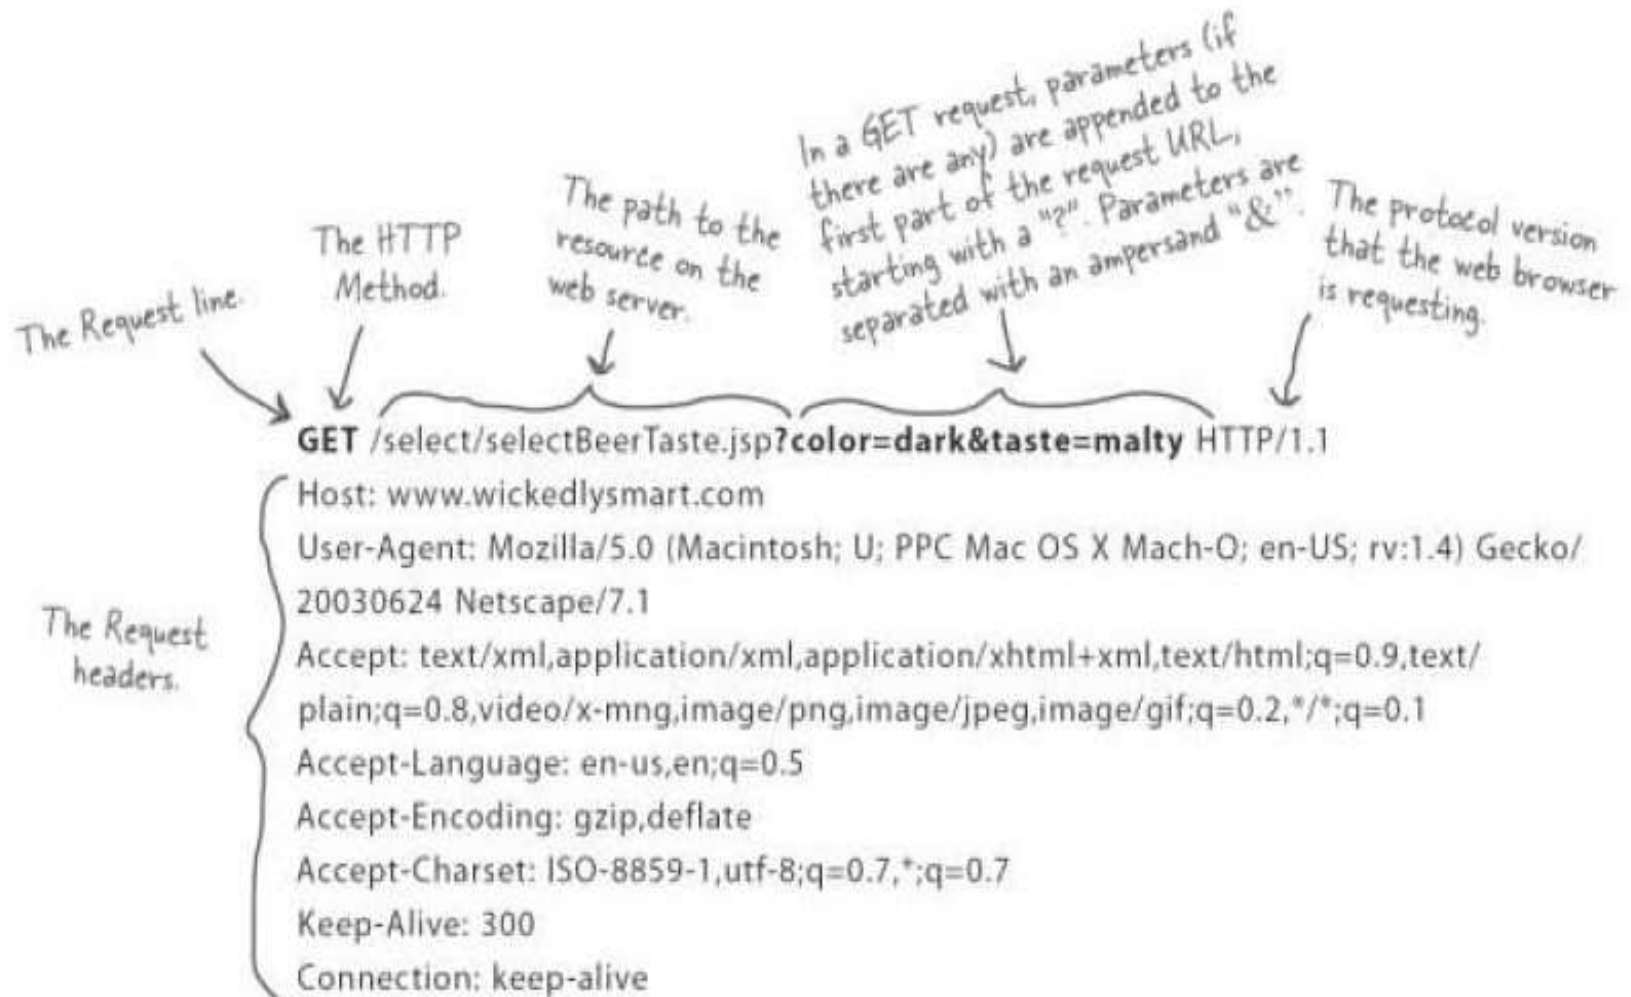 The Request line.
The HTTP
Method.
The path to the
resource on the
web server.
In a GET request, parameters (if
there are any) are appended to the
first part of the request URL,
starting with a "?". Parameters are
separated with an ampersand "&".
The protocol version
that the web browser
is requesting.
GET /select/selectBeerTaste.jsp?color=dark&taste=malty HTTP/1.1
Host: www.wickedlysmart.com
User-Agent: Mozilla/5.0 (Macintosh; U; PPC Mac OS X Mach-O; en-US; rv:1.4) Gecko/
20030624 Netscape/7.1
Accept: text/xml,application/xml,application/xhtml+xml,text/html;q=0.9,text/
plain;q=0.8,video/x-mng,image/png,image/jpeg,image/gif;q=0.2,*/*;q=0.1
Accept-Language: en-us,en;q=0.5
Accept-Encoding: gzip,deflate
Accept-Charset: ISO-8859-1,utf-8;q=0.7,*;q=0.7
Keep-Alive: 300
Connection: keep-alive
The Request
headers.